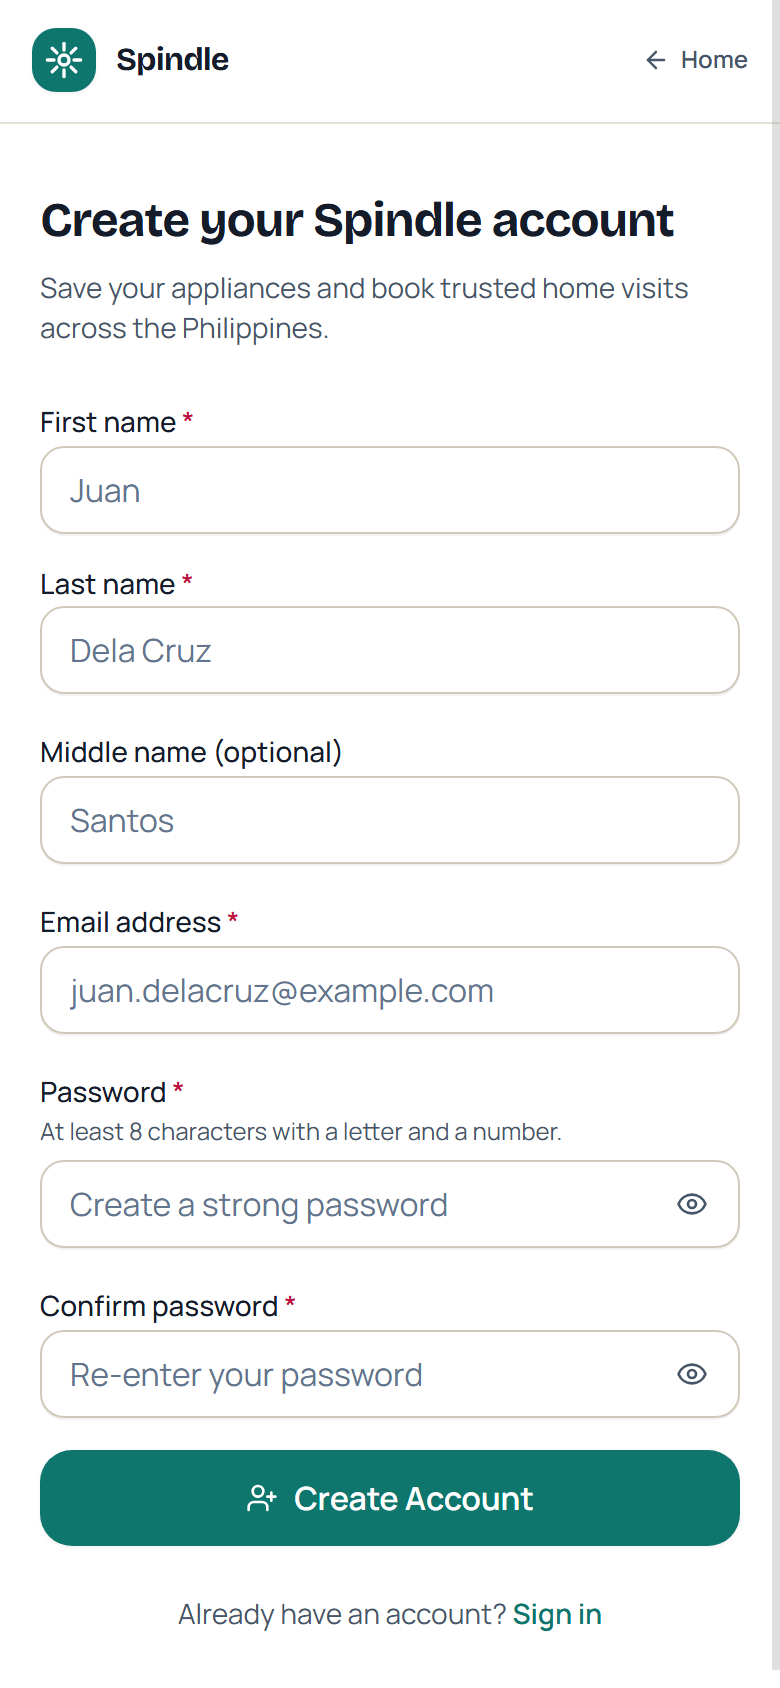 Spindle
Home
Create your Spindle account
Save your appliances and book trusted home visits
across the Philippines.
First name *
Juan
Last name *
Dela Cruz
Middle name (optional)
Santos
Email address *
juan.delacruz@example.com
Password *
At least 8 characters with a letter and a number.
Create a strong password
Confirm password *
Re-enter your password
Create Account
Already have an account? Sign in